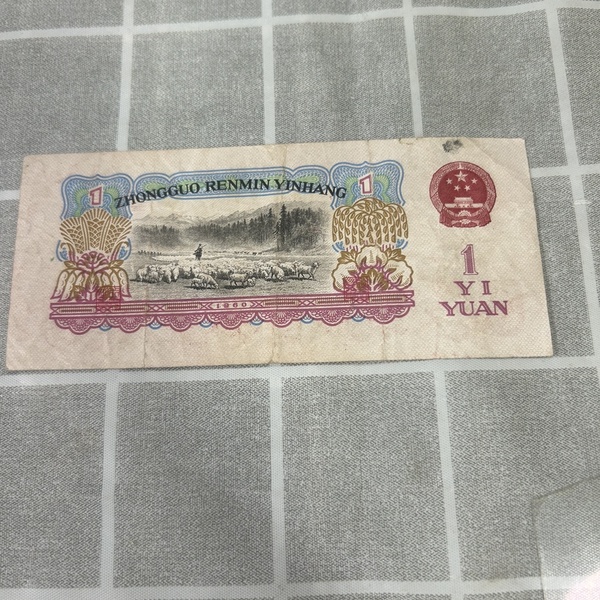 1
ZHONGGUO RENMIN YINHANG
1
1960
1
YI
YUAN